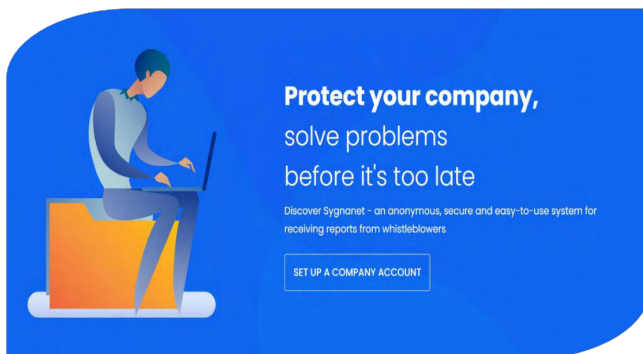 Protect your company,
solve problems
before it's too late
Discover Sygnanet - an anonymous, secure and easy-to-use system for
receiving reports from whistleblowers
SET UP A COMPANY ACCOUNT